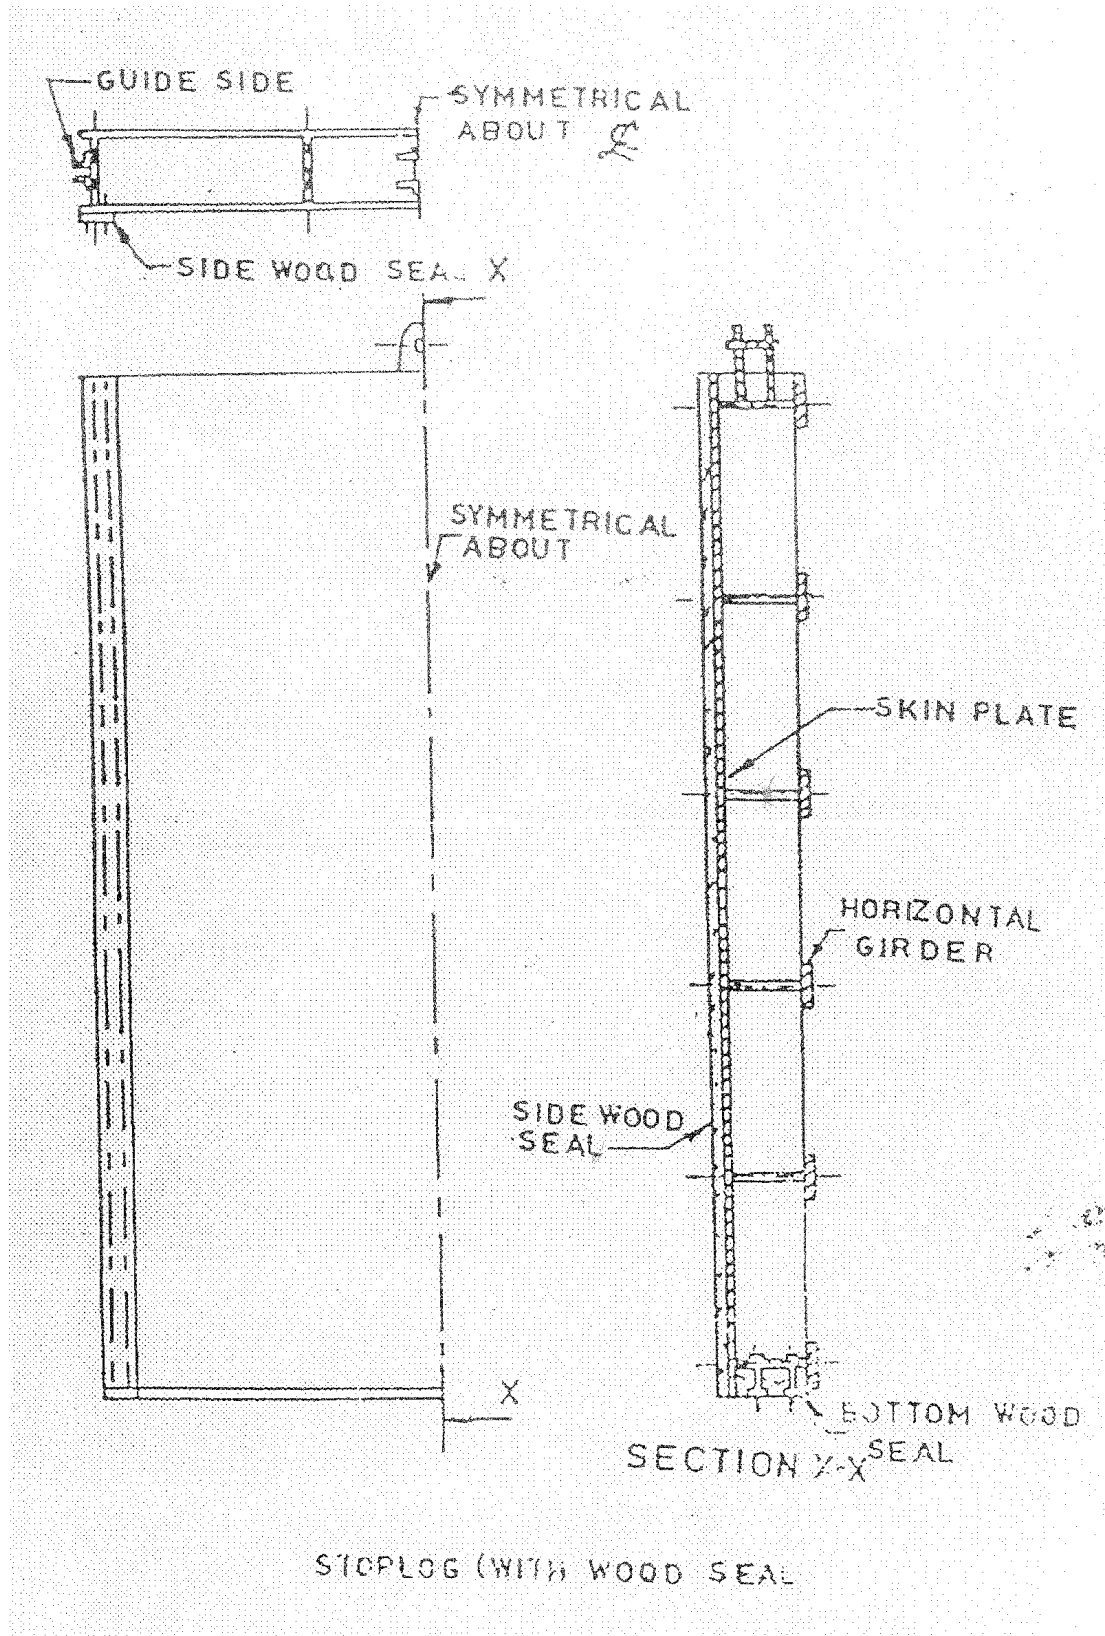 GUIDE SIDE
SYMMETRICAL
ABOUT ℄
SIDE WOOD SEAL X
SYMMETRICAL
ABOUT
SKIN PLATE
HORIZONTAL
GIRDER
SIDE WOOD
SEAL
X
BOTTOM WOOD
SEAL
SECTION X-X
STOPLOG (WITH WOOD SEAL